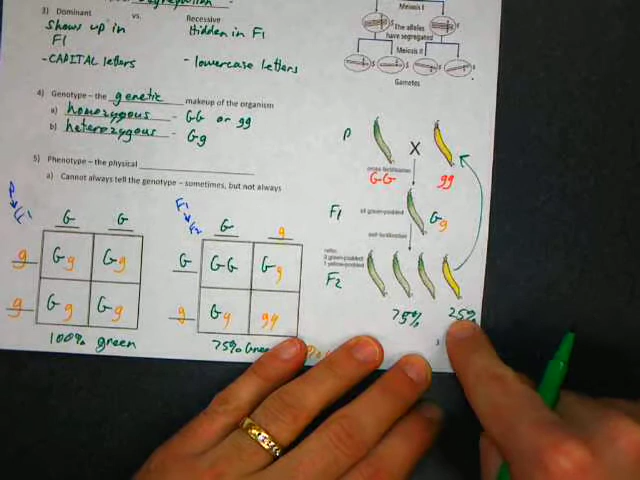 Segregation
3) Dominant vs. Recessive
Shows up in Hidden in F1
F1
-CAPITAL letters - lowercase letters
4) Genotype – the genetic makeup of the organism
a) homozygous - GG or gg
b) heterozygous - Gg
5) Phenotype – the physical
a) Cannot always tell the genotype – sometimes, but not always
P
F1
G G
g Gg Gg
g Gg Gg
100% green
F1
F2
G g
G GG Gg
g Gg gg
75% Green
Meiosis I
The alleles
have segregated
Meiosis II
S S
Gametes
P X
cross-fertilization
GG gg
F1 all green-podded Gg
self-fertilization
ratio:
3 green-podded
1 yellow-podded
F2
75% 25%
3